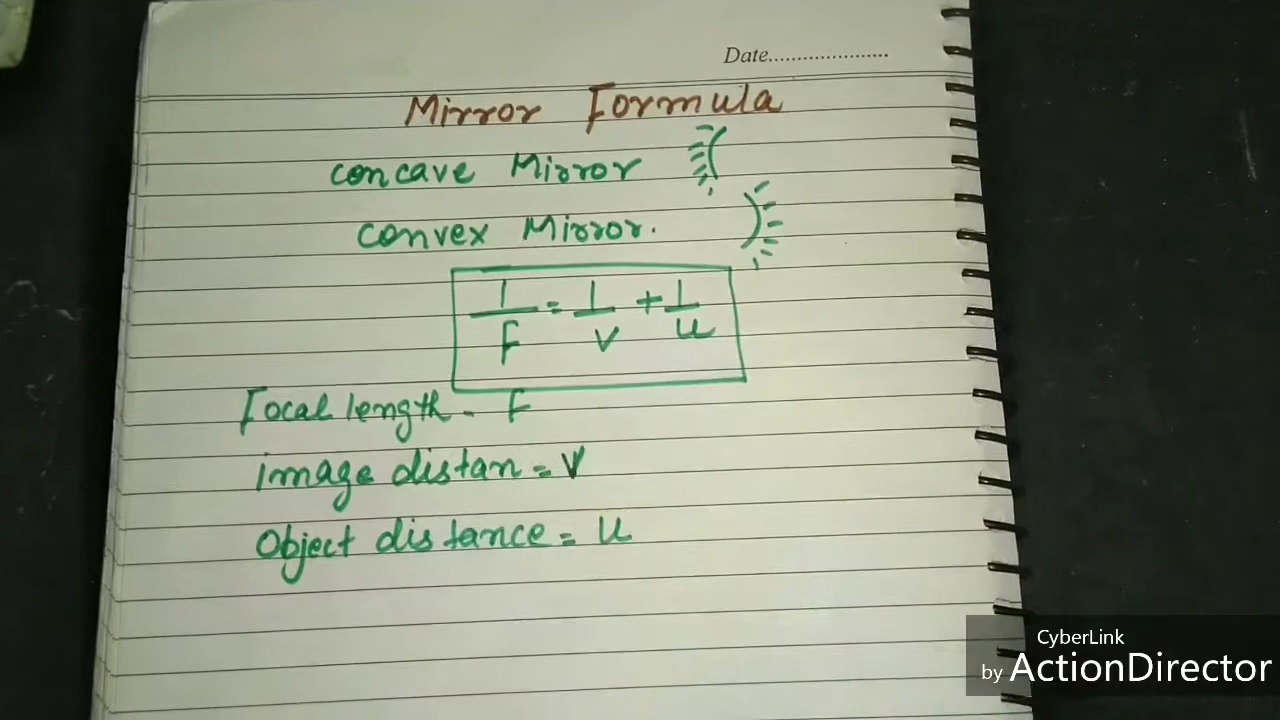 Date.....................
Mirror Formula
concave Mirror
convex Mirror.
1/F = 1/v + 1/u
Focal length - F
image distan = v
Object distance = u
CyberLink
by ActionDirector